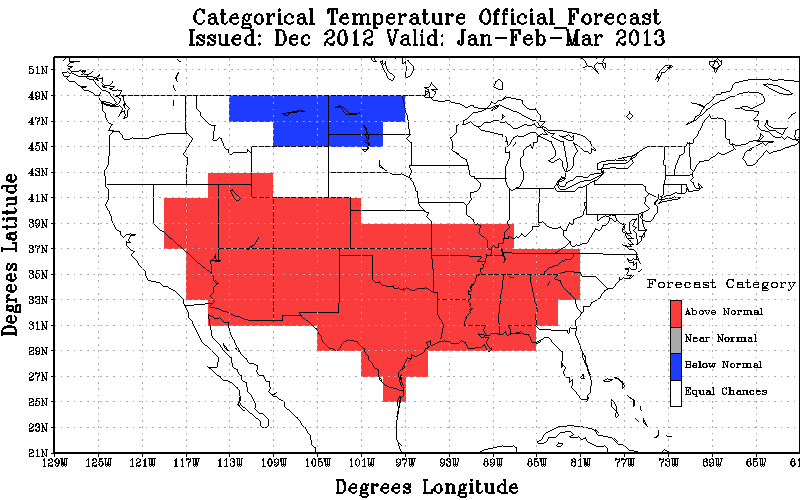 Categorical Temperature Official_Forecast
Issued: Dec 2012 Valid: Jan-Feb-Mar 2013
51N
49N
47N
45N
43N
41N
39N
37N
35N
33N
31N
29N
27N
25N
23N
21N
Degrees Latitude
Forecast Category
Above Normal
Near Normal
Below Normal
Equal Chances
129W 125W 121W 117W 113W 109W 105W 101W 97W 93W 89W 85W 81W 77W 73W 69W 65W 61
Degrees Longitude